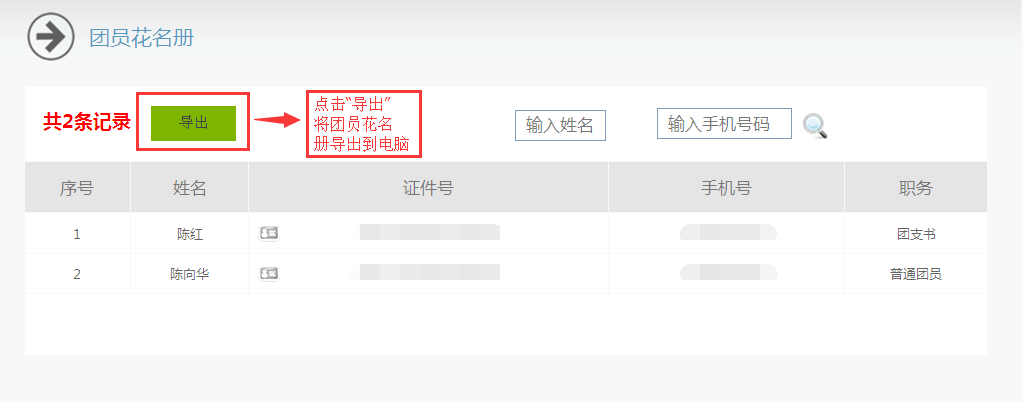 团员花名册
共2条记录 导出 点击“导出” 输入姓名 输入手机号码
将团员花名
册导出到电脑
序号 姓名 证件号 手机号 职务
1 陈红 团支书
2 陈向华 普通团员